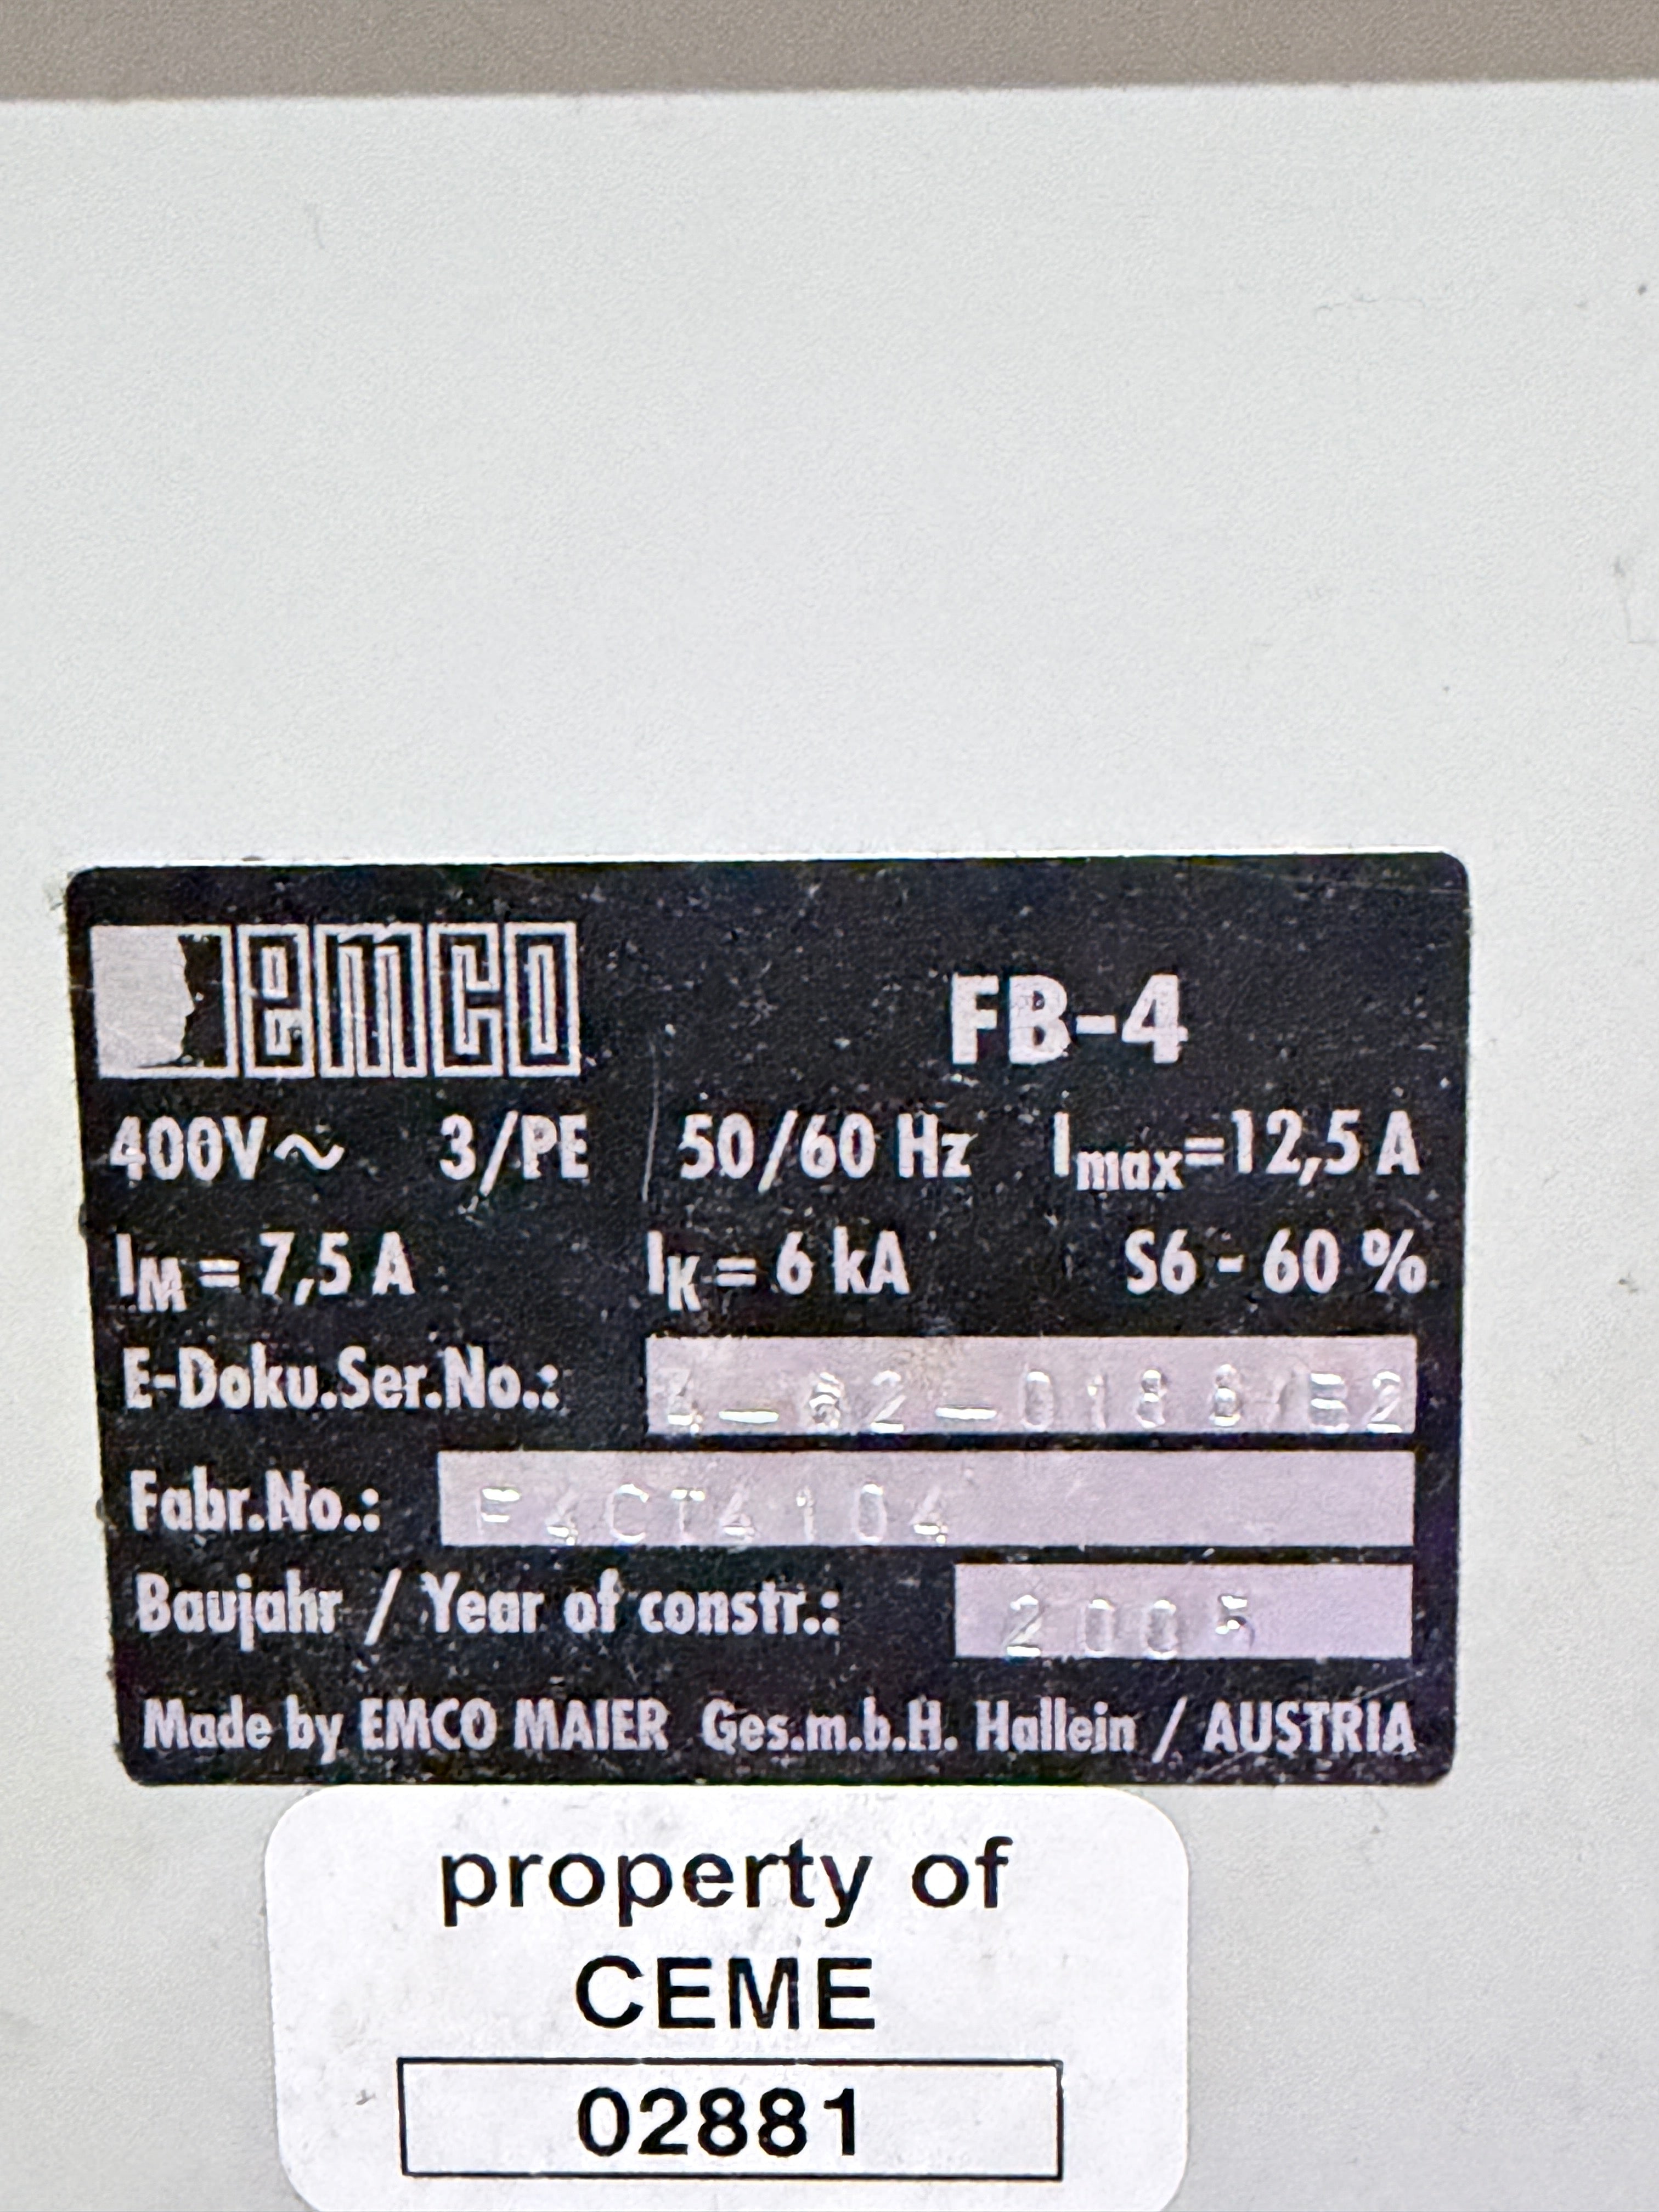 emco FB-4
400V~ 3/PE 50/60 Hz Imax=12,5 A
IM = 7,5 A IK = 6 kA S6 - 60 %
E-Doku.Ser.No.:
Fabr.No.: F4CT4104
Baujahr / Year of constr.: 2005
Made by EMCO MAIER Ges.m.b.H. Hallein / AUSTRIA
property of
CEME
02881